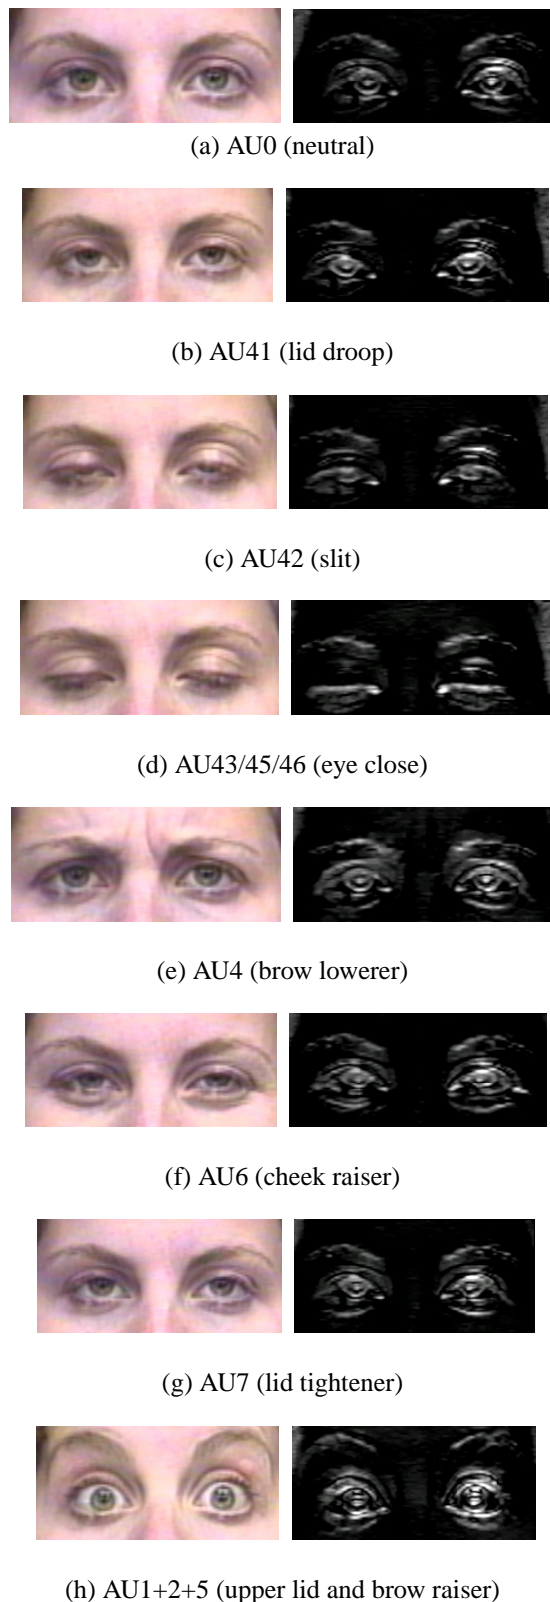 (a) AU0 (neutral)
(b) AU41 (lid droop)
(c) AU42 (slit)
(d) AU43/45/46 (eye close)
(e) AU4 (brow lowerer)
(f) AU6 (cheek raiser)
(g) AU7 (lid tightener)
(h) AU1+2+5 (upper lid and brow raiser)